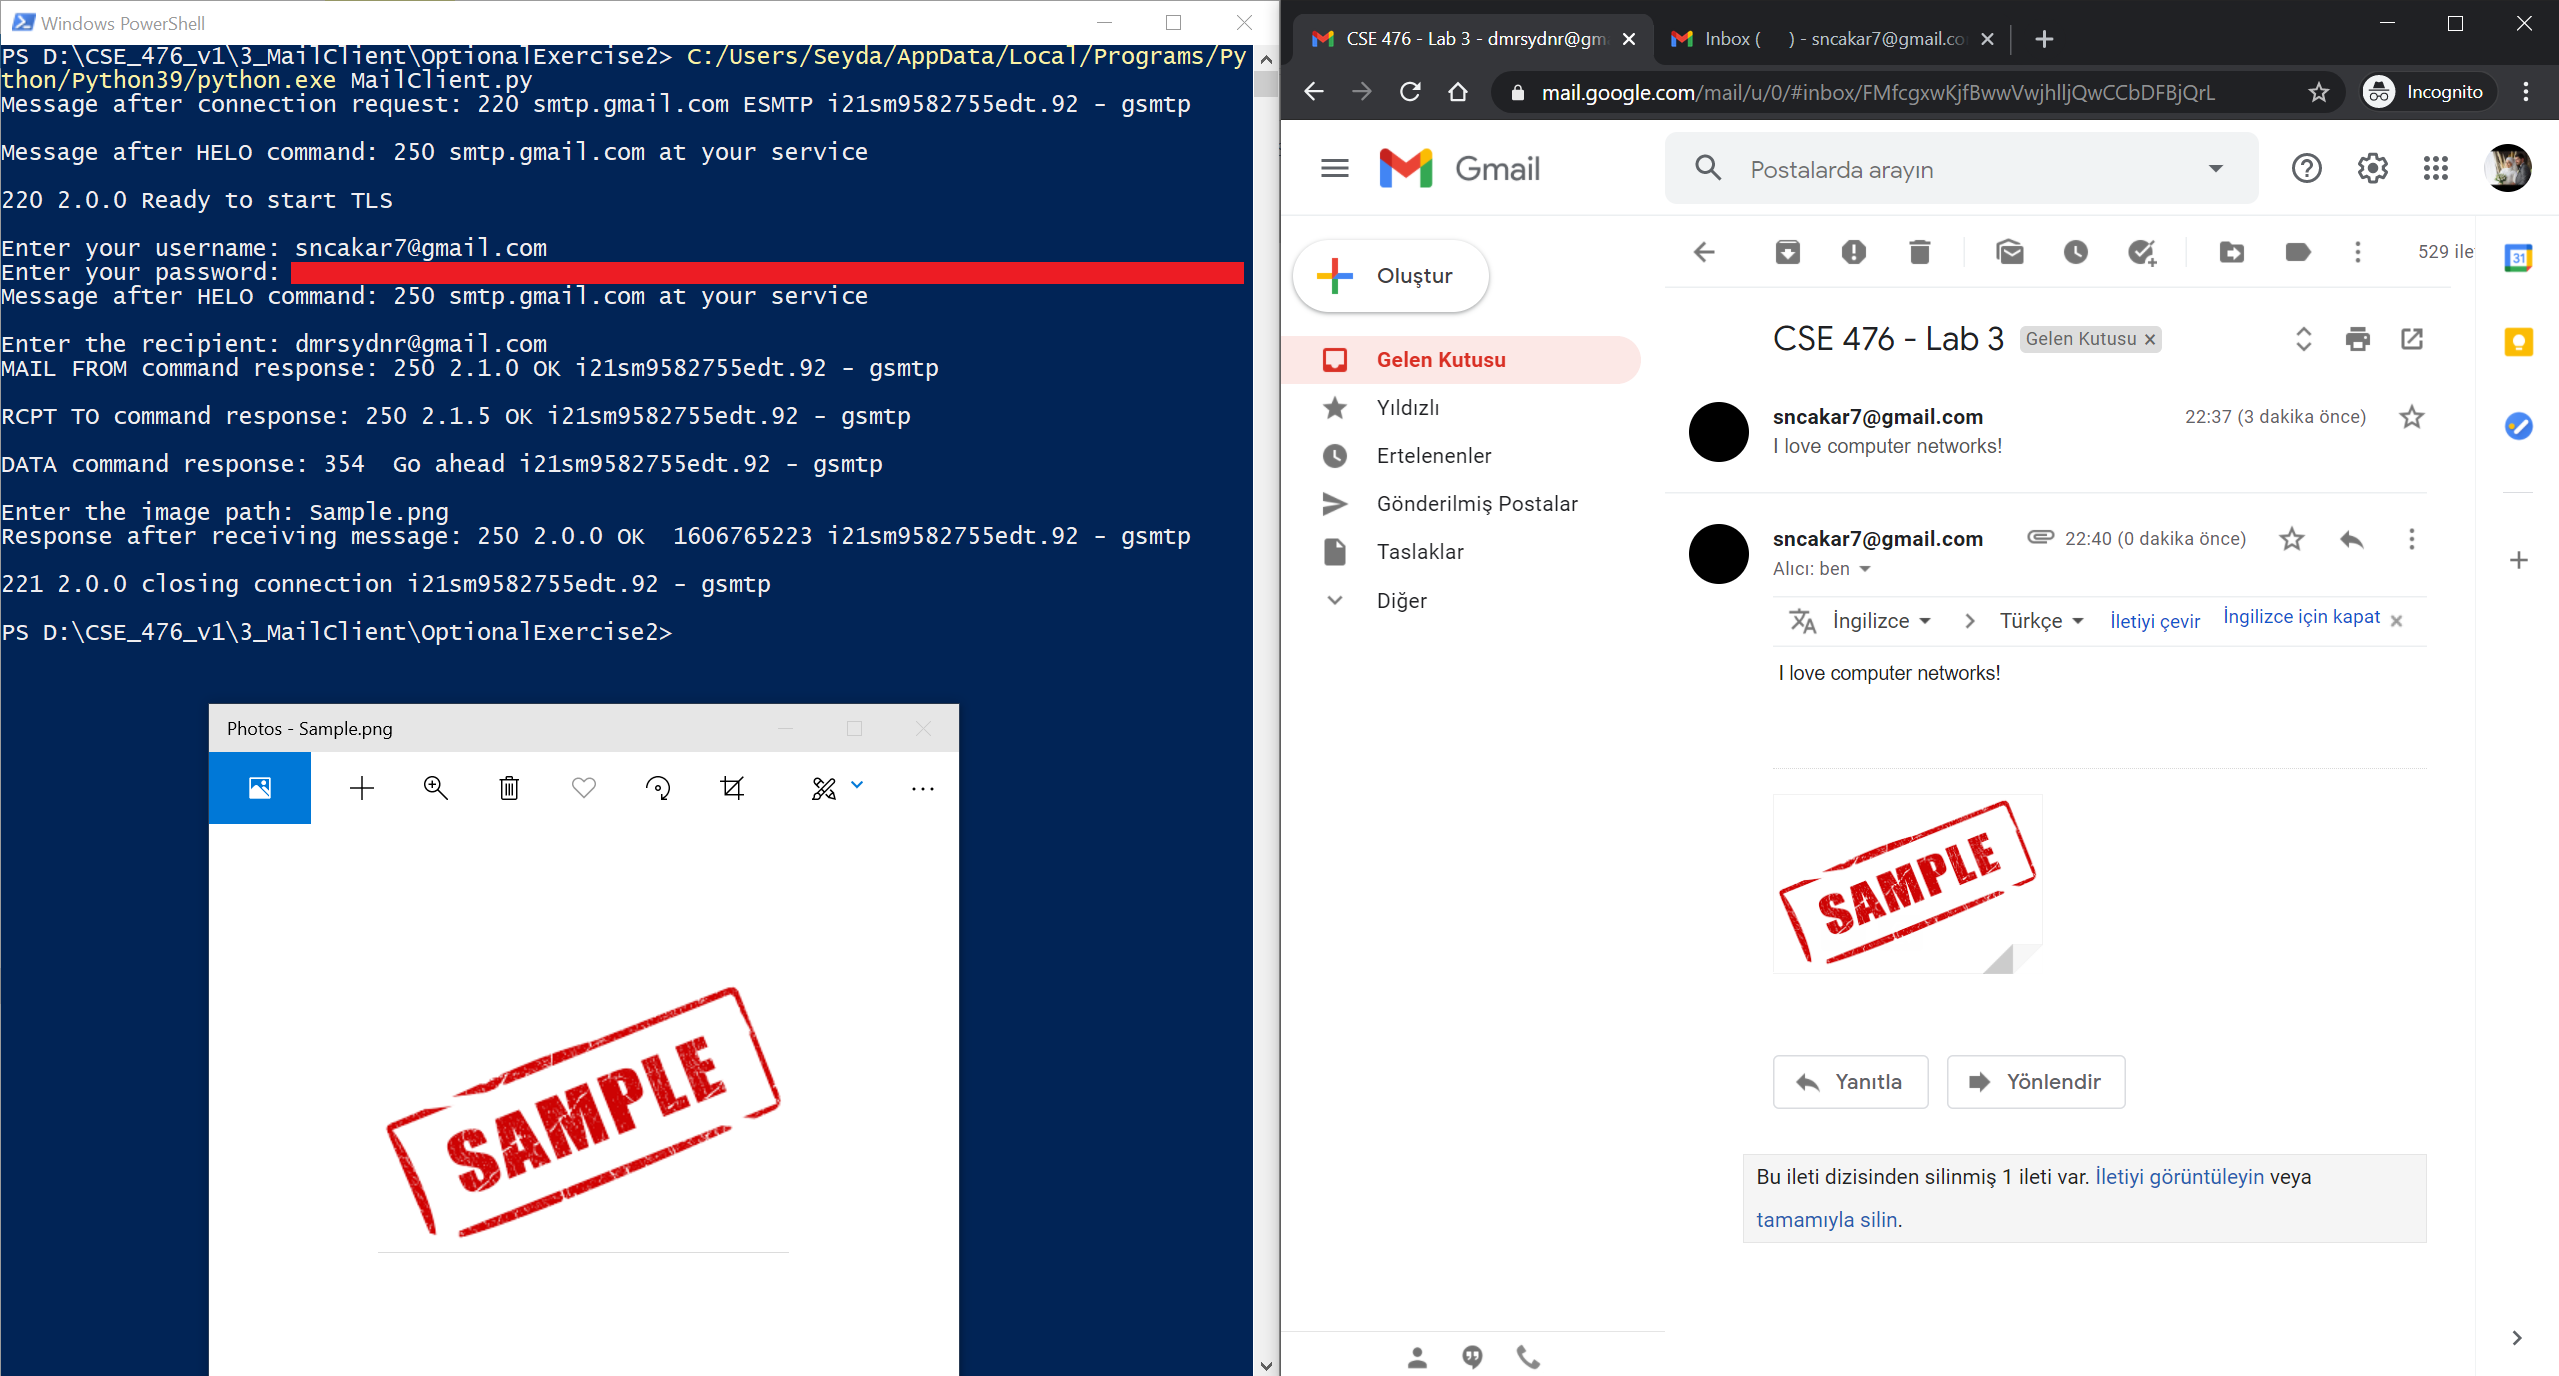 Windows PowerShell
PS D:\CSE_476_v1\3_MailClient\OptionalExercise2> C:/Users/Seyda/AppData/Local/Programs/Py
thon/Python39/python.exe MailClient.py
Message after connection request: 220 smtp.gmail.com ESMTP i21sm9582755edt.92 - gsmtp
Message after HELO command: 250 smtp.gmail.com at your service
220 2.0.0 Ready to start TLS
Enter your username: sncakar7@gmail.com
Enter your password:
Message after HELO command: 250 smtp.gmail.com at your service
Enter the recipient: dmrsydnr@gmail.com
MAIL FROM command response: 250 2.1.0 OK i21sm9582755edt.92 - gsmtp
RCPT TO command response: 250 2.1.5 OK i21sm9582755edt.92 - gsmtp
DATA command response: 354  Go ahead i21sm9582755edt.92 - gsmtp
Enter the image path: Sample.png
Response after receiving message: 250 2.0.0 OK  1606765223 i21sm9582755edt.92 - gsmtp
221 2.0.0 closing connection i21sm9582755edt.92 - gsmtp
PS D:\CSE_476_v1\3_MailClient\OptionalExercise2>
Photos - Sample.png
SAMPLE
CSE 476 - Lab 3 - dmrsydnr@gm
Inbox ( ) - sncakar7@gmail.co
mail.google.com/mail/u/0/#inbox/FMfcgxwKjfBwwVwjhlljQwCCbDFBjQrL
Incognito
Gmail
Postalarda arayın
Oluştur
529 ile
Gelen Kutusu
Yıldızlı
Ertelenenler
Gönderilmiş Postalar
Taslaklar
Diğer
CSE 476 - Lab 3
Gelen Kutusu ×
sncakar7@gmail.com
22:37 (3 dakika önce)
I love computer networks!
sncakar7@gmail.com
22:40 (0 dakika önce)
Alıcı: ben
İngilizce > Türkçe İletiyi çevir İngilizce için kapat ×
I love computer networks!
SAMPLE
Yanıtla
Yönlendir
Bu ileti dizisinden silinmiş 1 ileti var. İletiyi görüntüleyin veya
tamamıyla silin.
31